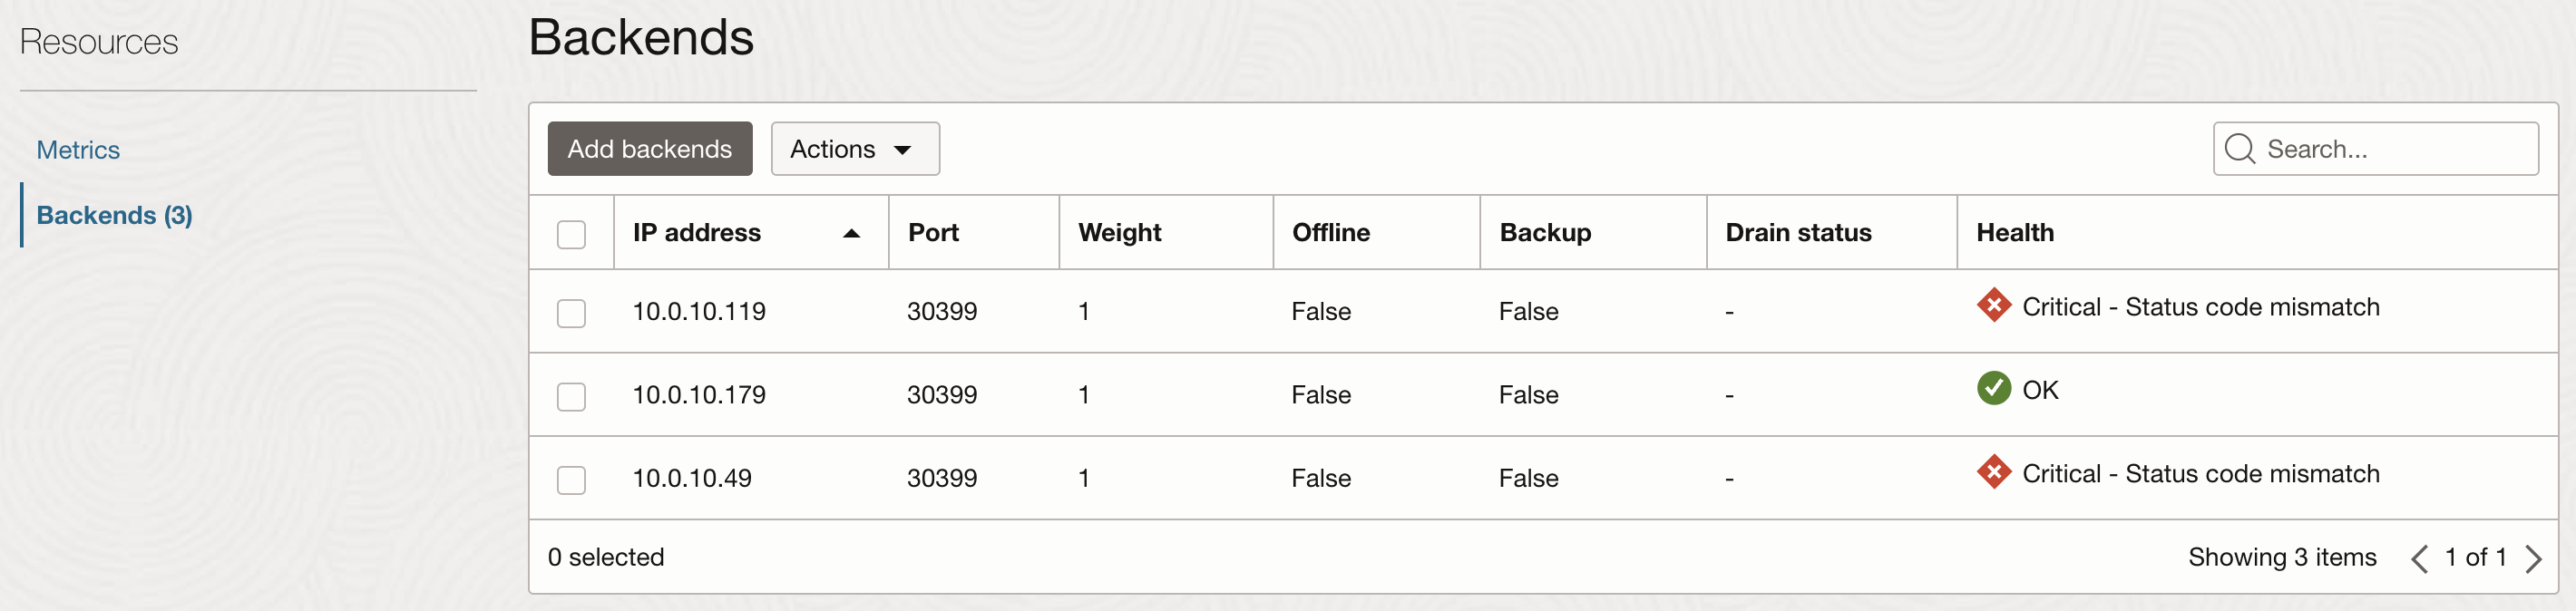 Resources
Metrics
Backends (3)
Backends
Add backends Actions Search...
IP address Port Weight Offline Backup Drain status Health
10.0.10.119 30399 1 False False - Critical - Status code mismatch
10.0.10.179 30399 1 False False - OK
10.0.10.49 30399 1 False False - Critical - Status code mismatch
0 selected Showing 3 items 1 of 1